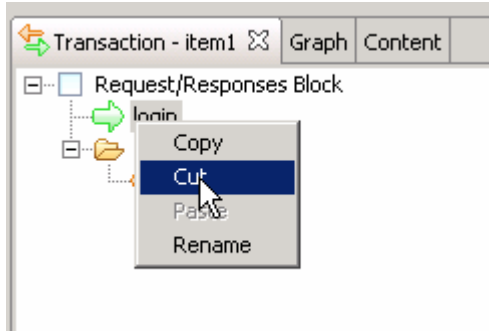 Transaction - item1 Graph Content
Request/Responses Block
login
Copy
Cut
Paste
Rename